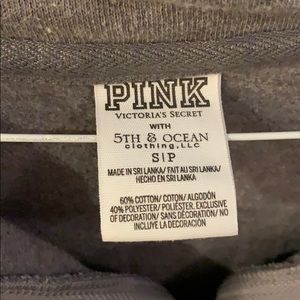 PINK
VICTORIA'S SECRET
WITH
5TH & OCEAN
clothing, LLC
S|P
MADE IN SRI LANKA/ FAIT AU SRI LANKA/
HECHO EN SRI LANKA
60% COTTON/ COTON/ ALGODÓN
40% POLYESTER/ POLIÉSTER. EXCLUSIVE
OF DECORATION/ SANS DÉCORATION/ NO
INCLUYE LA DECORACIÓN